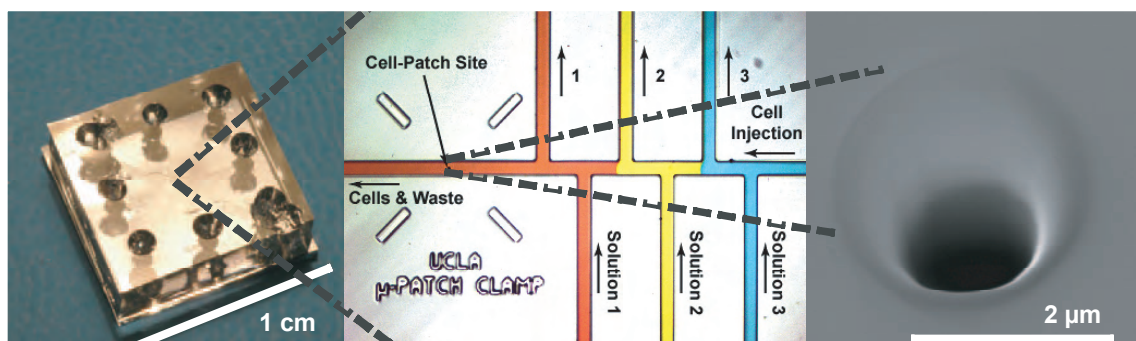 1 cm
Cell-Patch Site
1
2
3
Cell
Injection
Cells & Waste
UCLA
μ-PATCH CLAMP
Solution 1
Solution 2
Solution 3
2 μm